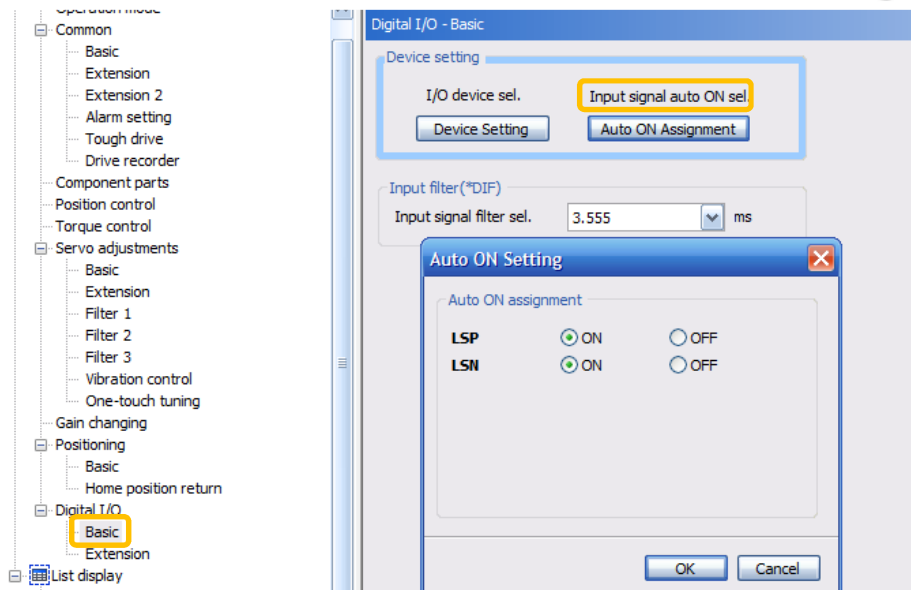 Operation mode
Common
Basic
Extension
Extension 2
Alarm setting
Tough drive
Drive recorder
Component parts
Position control
Torque control
Servo adjustments
Basic
Extension
Filter 1
Filter 2
Filter 3
Vibration control
One-touch tuning
Gain changing
Positioning
Basic
Home position return
Digital I/O
Basic
Extension
List display
Digital I/O - Basic
Device setting
I/O device sel. Input signal auto ON sel.
Device Setting Auto ON Assignment
Input filter(*DIF)
Input signal filter sel. 3.555 ms
Auto ON Setting
Auto ON assignment
LSP ON OFF
LSN ON OFF
OK Cancel